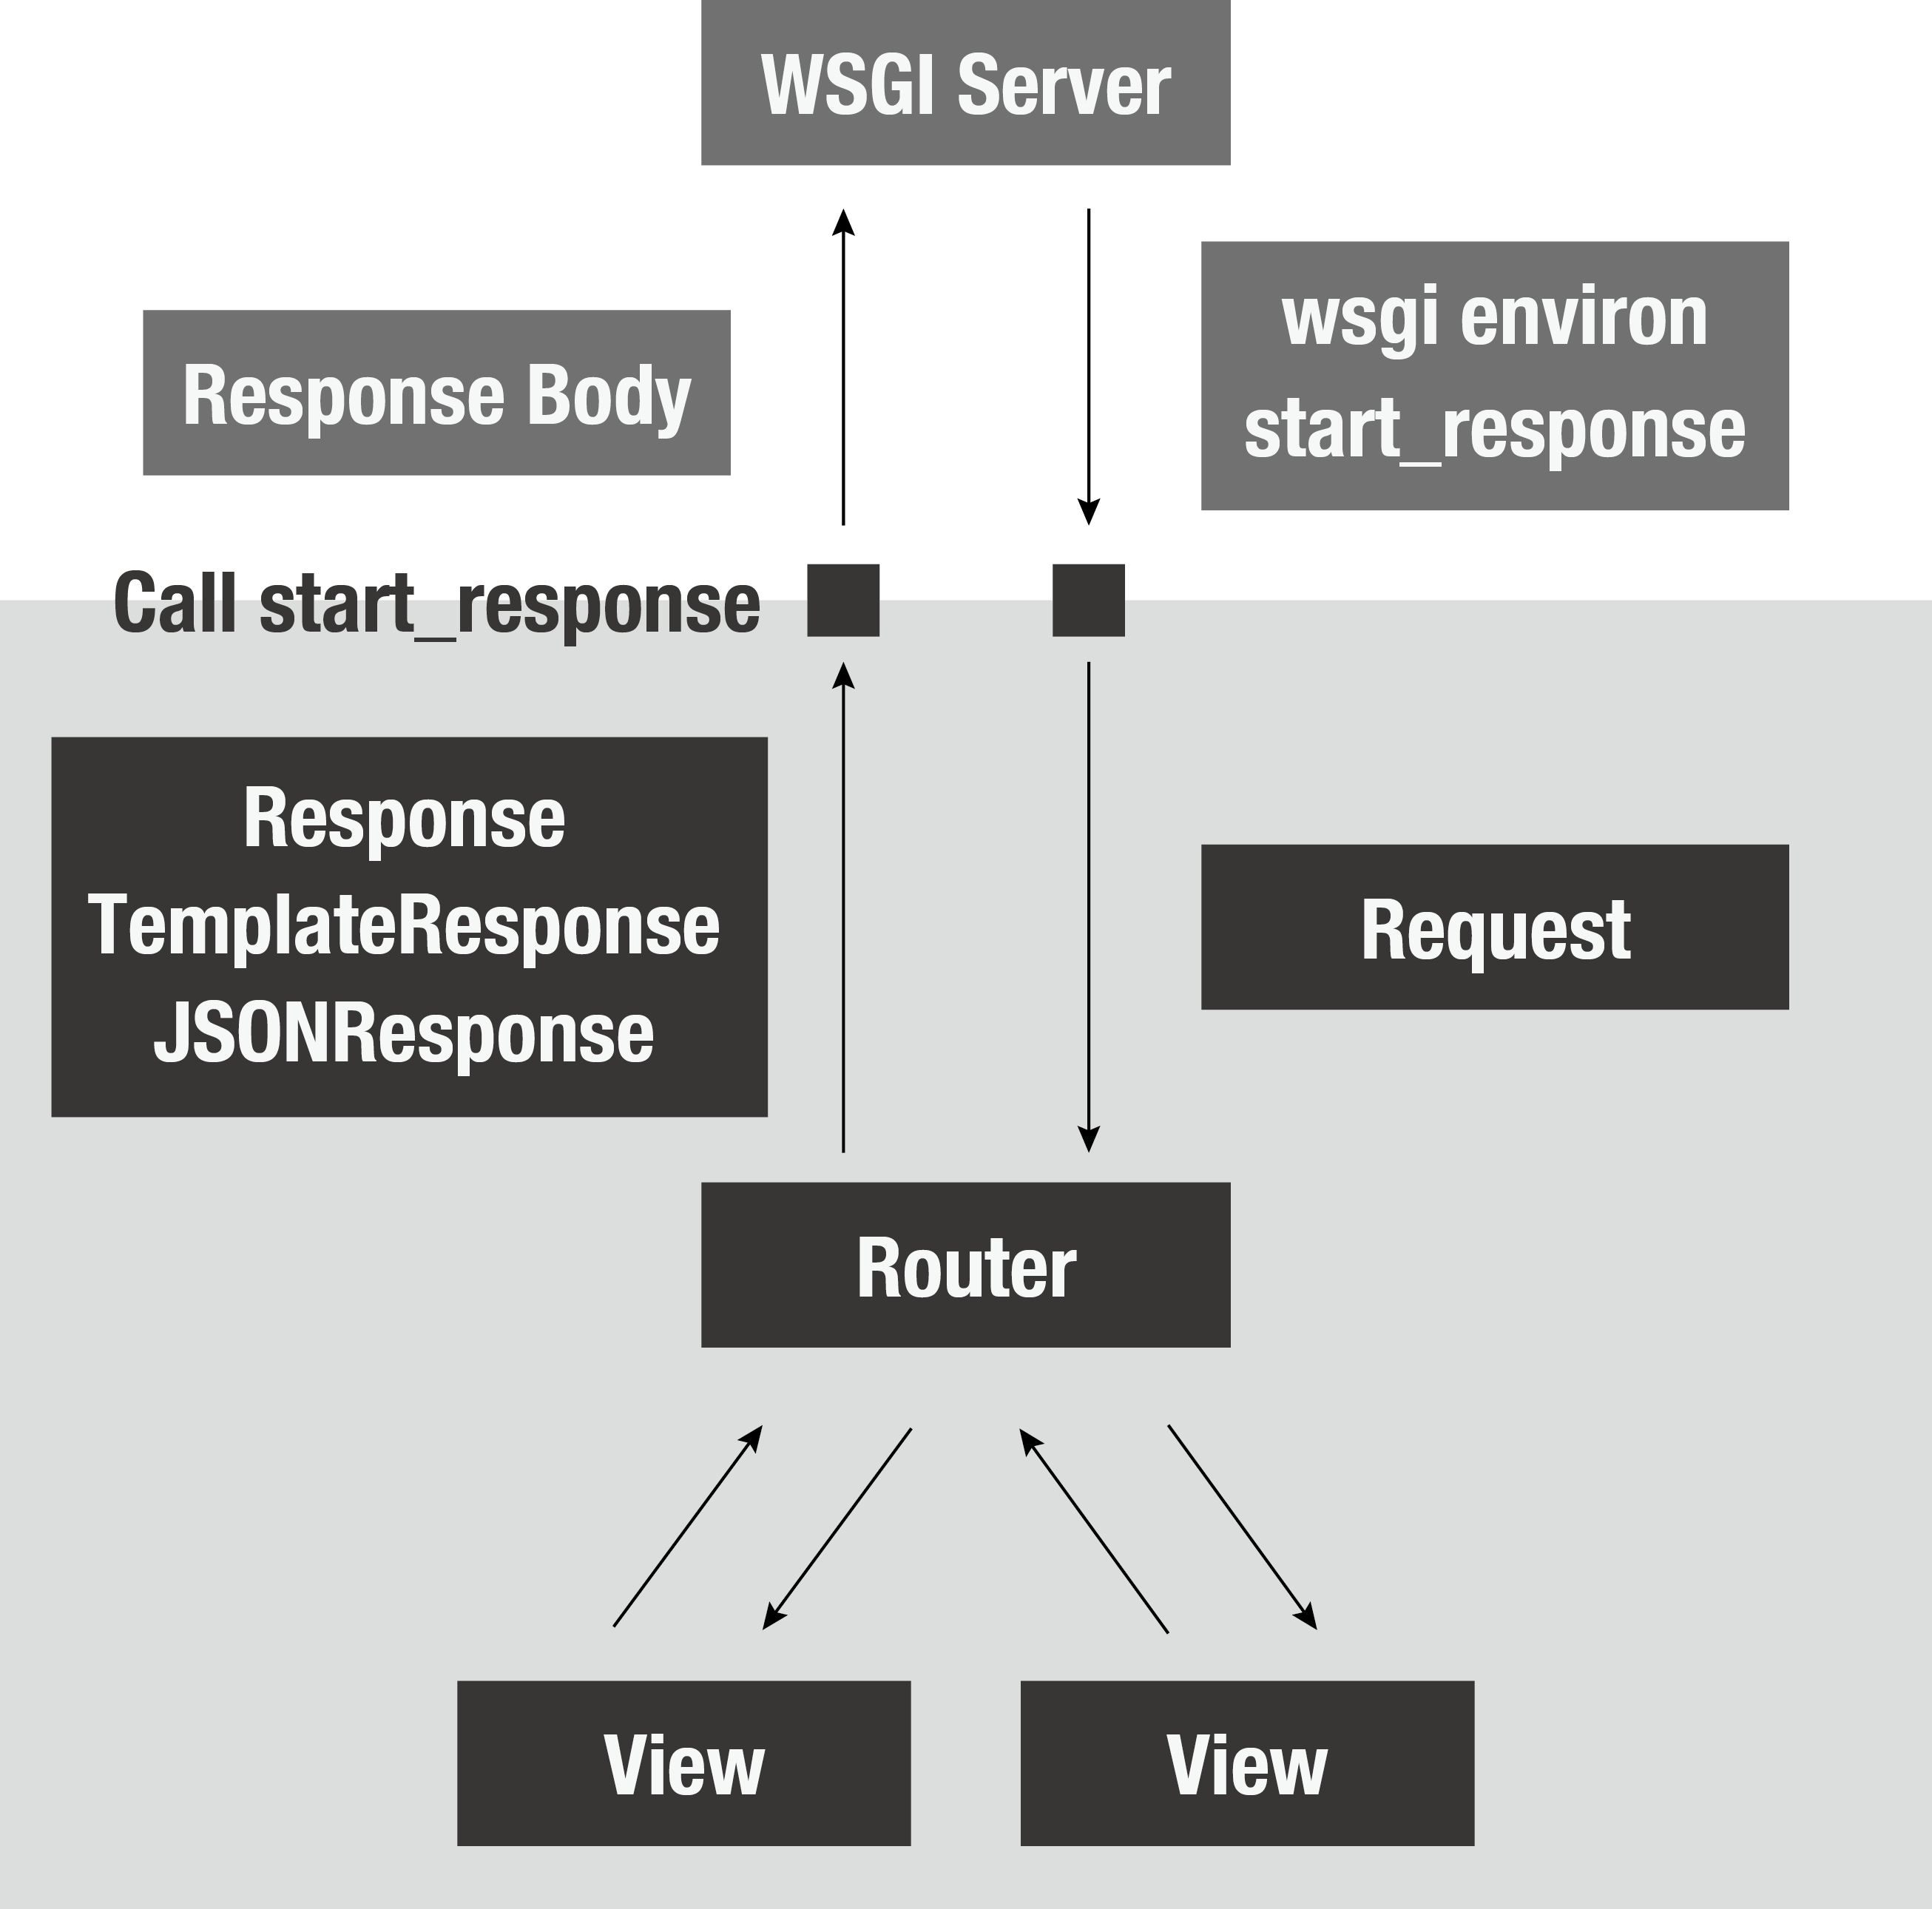 WSGI Server
wsgi environ
start_response
Response Body
Call start_response
Response
TemplateResponse
JSONResponse
Request
Router
View
View